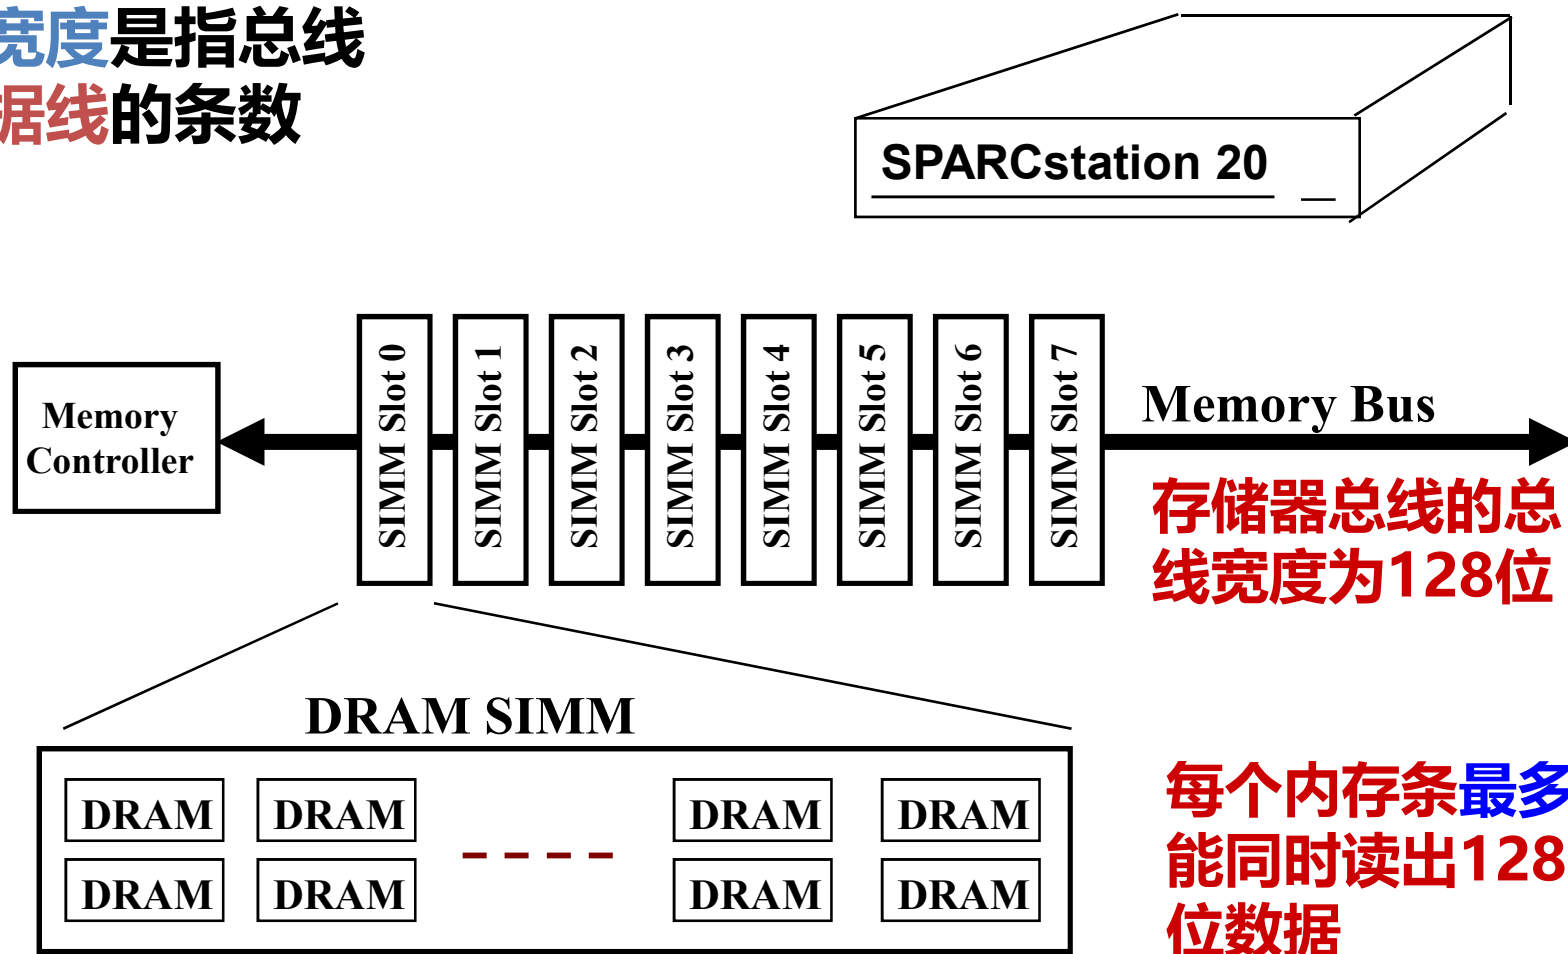 宽度是指总线
据线的条数
SPARCstation 20
SIMM Slot 0
SIMM Slot 1
SIMM Slot 2
SIMM Slot 3
SIMM Slot 4
SIMM Slot 5
SIMM Slot 6
SIMM Slot 7
Memory
Controller
Memory Bus
存储器总线的总
线宽度为128位
DRAM SIMM
DRAM DRAM DRAM DRAM
DRAM DRAM DRAM DRAM
每个内存条最多
能同时读出128
位数据